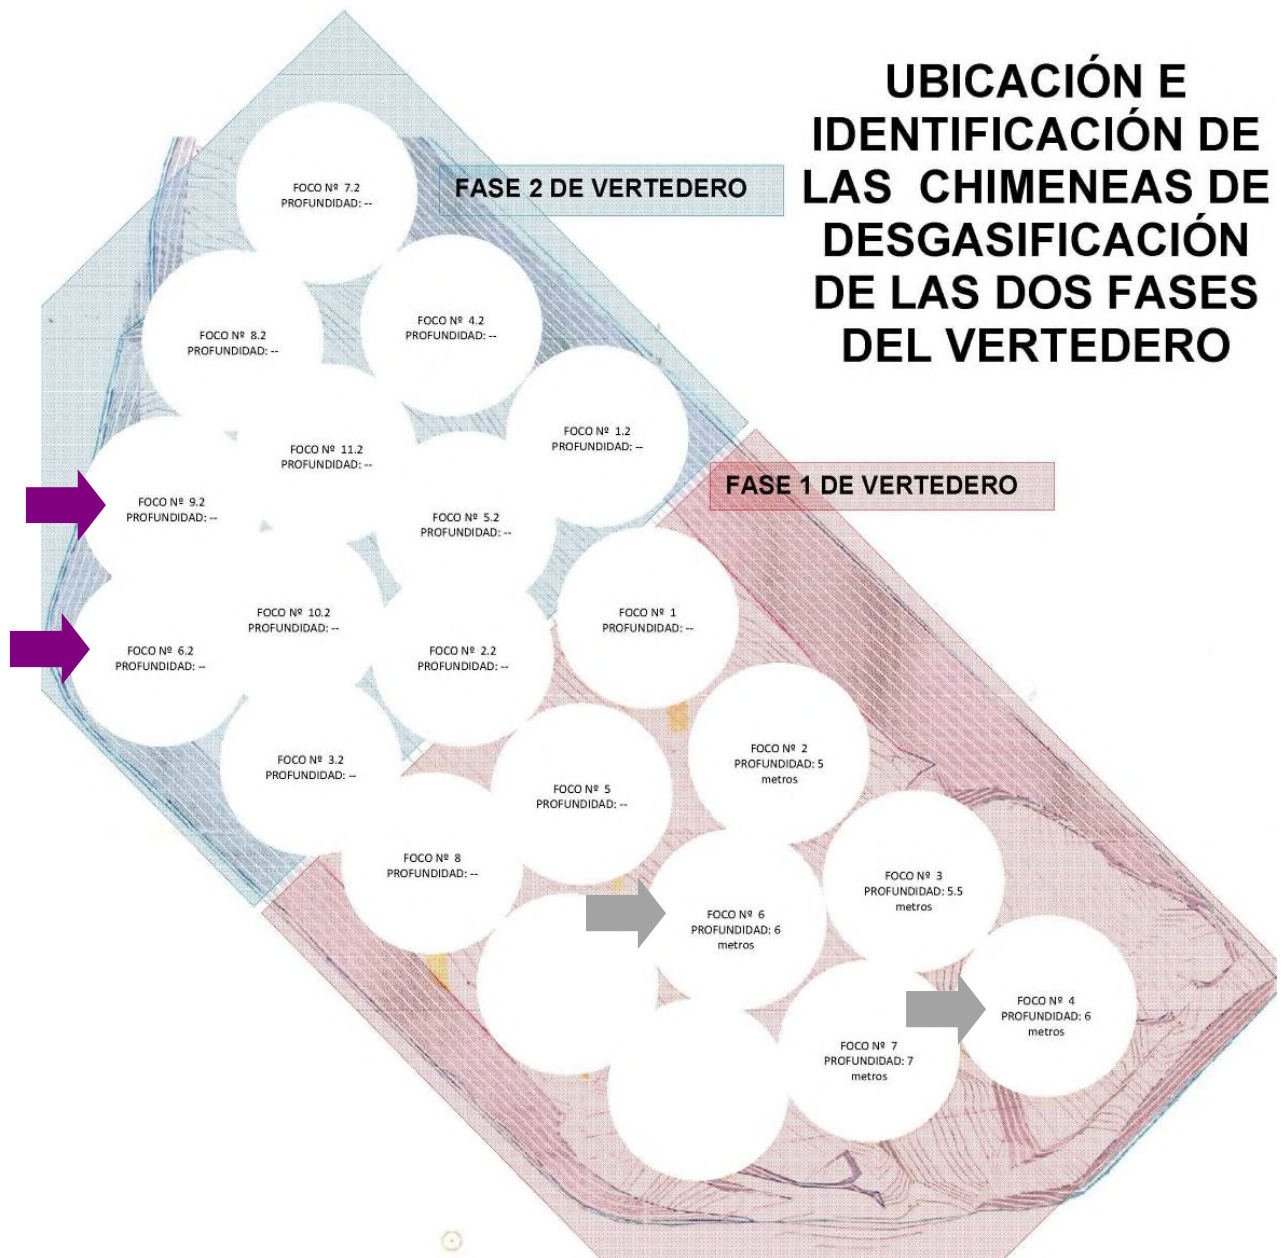 UBICACIÓN E
IDENTIFICACIÓN DE
LAS CHIMENEAS DE
DESGASIFICACIÓN
DE LAS DOS FASES
DEL VERTEDERO
FASE 2 DE VERTEDERO
FOCO Nº 7.2
PROFUNDIDAD: --
FOCO Nº 4.2
PROFUNDIDAD: --
FOCO Nº 8.2
PROFUNDIDAD: --
FOCO Nº 1.2
PROFUNDIDAD: --
FOCO Nº 11.2
PROFUNDIDAD: --
FASE 1 DE VERTEDERO
FOCO Nº 9.2
PROFUNDIDAD: --
FOCO Nº 5.2
PROFUNDIDAD: --
FOCO Nº 10.2
PROFUNDIDAD: --
FOCO Nº 1
PROFUNDIDAD: --
FOCO Nº 6.2
PROFUNDIDAD: --
FOCO Nº 2.2
PROFUNDIDAD: --
FOCO Nº 3.2
PROFUNDIDAD: --
FOCO Nº 2
PROFUNDIDAD: 5
metros
FOCO Nº 5
PROFUNDIDAD: --
FOCO Nº 8
PROFUNDIDAD: --
FOCO Nº 3
PROFUNDIDAD: 5.5
metros
FOCO Nº 6
PROFUNDIDAD: 6
metros
FOCO Nº 4
PROFUNDIDAD: 6
metros
FOCO Nº 7
PROFUNDIDAD: 7
metros